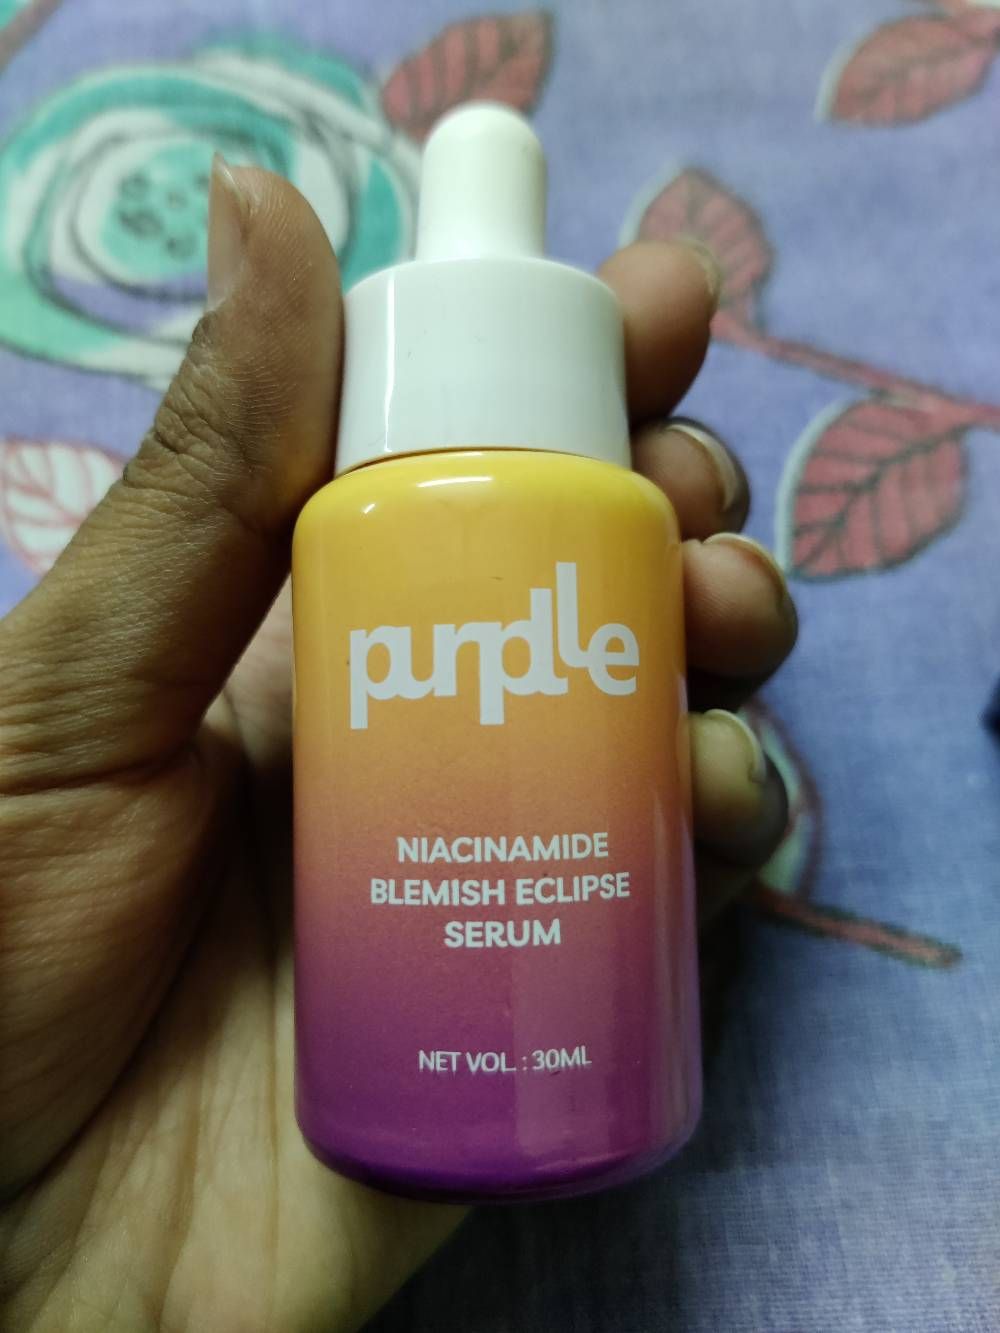 purplle
NIACINAMIDE
BLEMISH ECLIPSE
SERUM
NET VOL. : 30ML